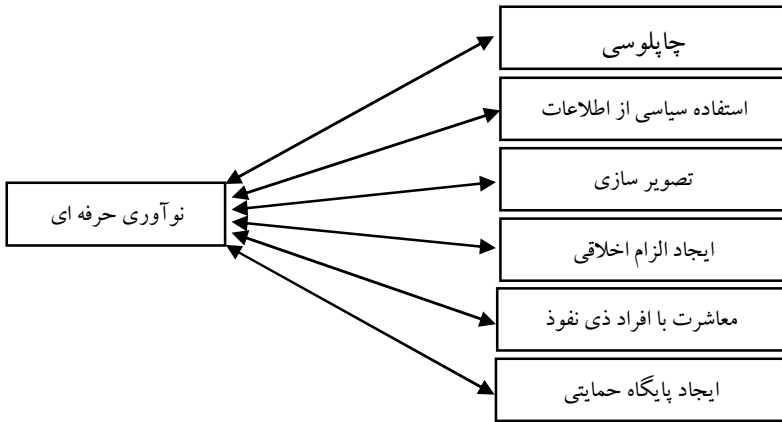 چاپلوسی
استفاده سیاسی از اطلاعات
تصویر سازی
نوآوری حرفه ای
ایجاد الزام اخلاقی
معاشرت با افراد ذی نفوذ
ایجاد پایگاه حمایتی